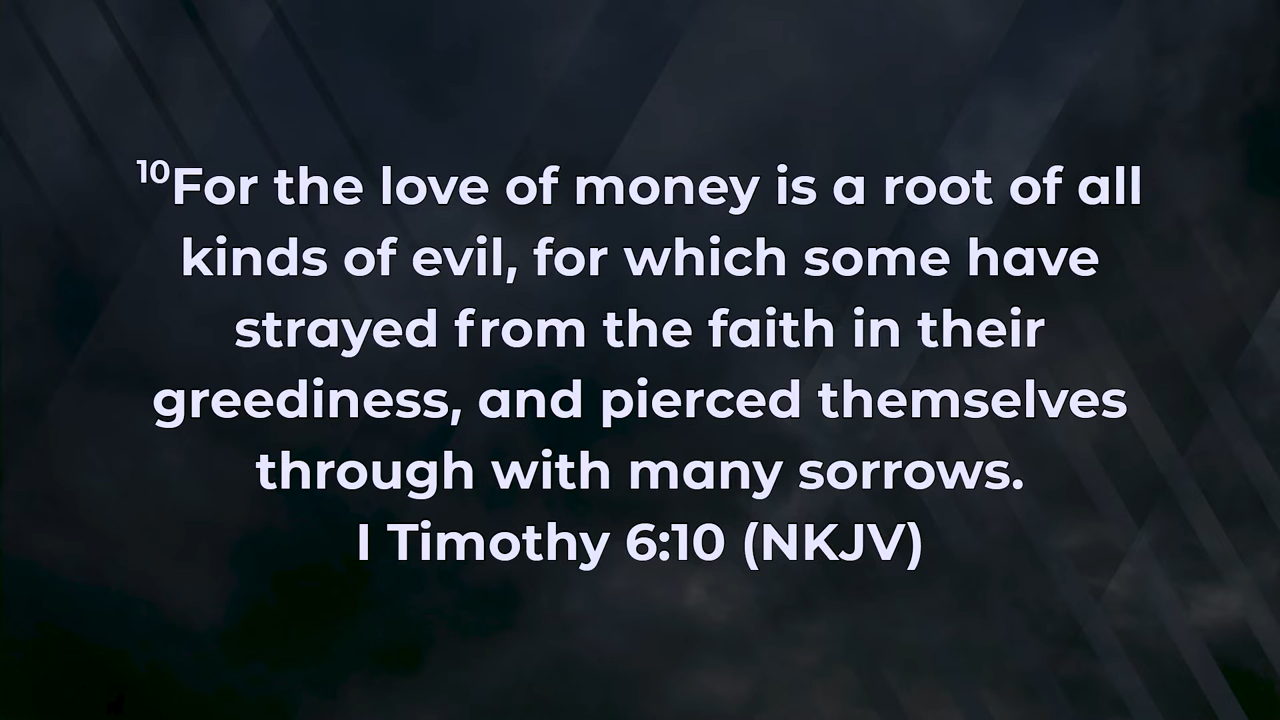 ¹⁰For the love of money is a root of all
kinds of evil, for which some have
strayed from the faith in their
greediness, and pierced themselves
through with many sorrows.
I Timothy 6:10 (NKJV)